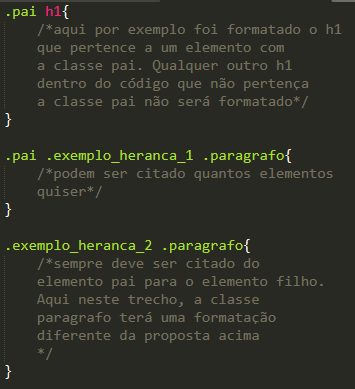 .pai h1{
/*aqui por exemplo foi formatado o h1
que pertence a um elemento com
a classe pai. Qualquer outro h1
dentro do código que não pertença
a classe pai não será formatado*/
}
.pai .exemplo_heranca_1 .paragrafo{
/*podem ser citado quantos elementos
quiser*/
}
.exemplo_heranca_2 .paragrafo{
/*sempre deve ser citado do
elemento pai para o elemento filho.
Aqui neste trecho, a classe
paragrafo terá uma formatação
diferente da proposta acima
*/
}